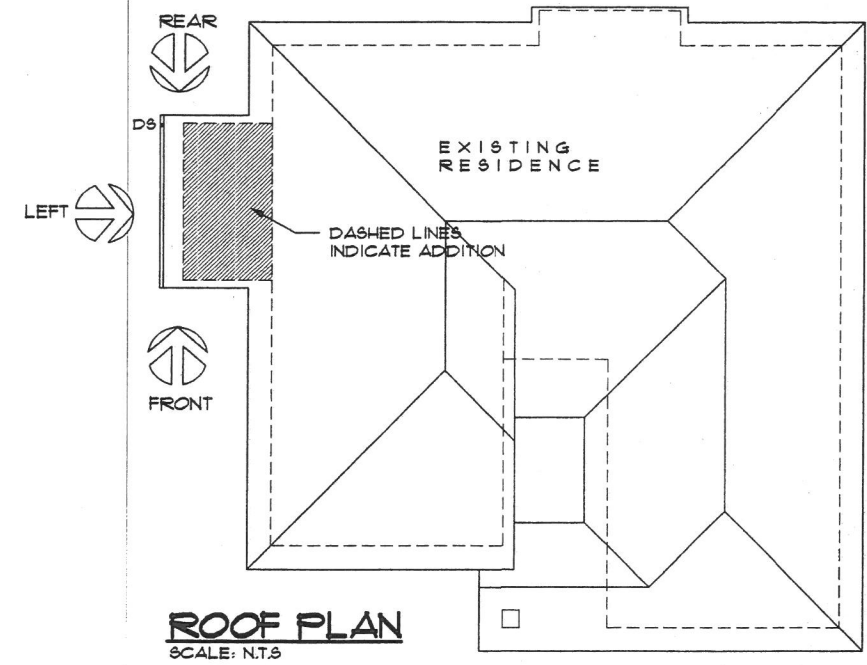 REAR
DS
EXISTING
RESIDENCE
LEFT
DASHED LINES
INDICATE ADDITION
FRONT
ROOF PLAN
SCALE: N.T.S